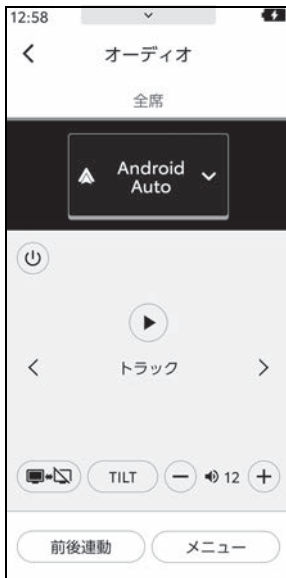 12:58
オーディオ
全席
Android
Auto
トラック
TILT
12
前後連動
メニュー